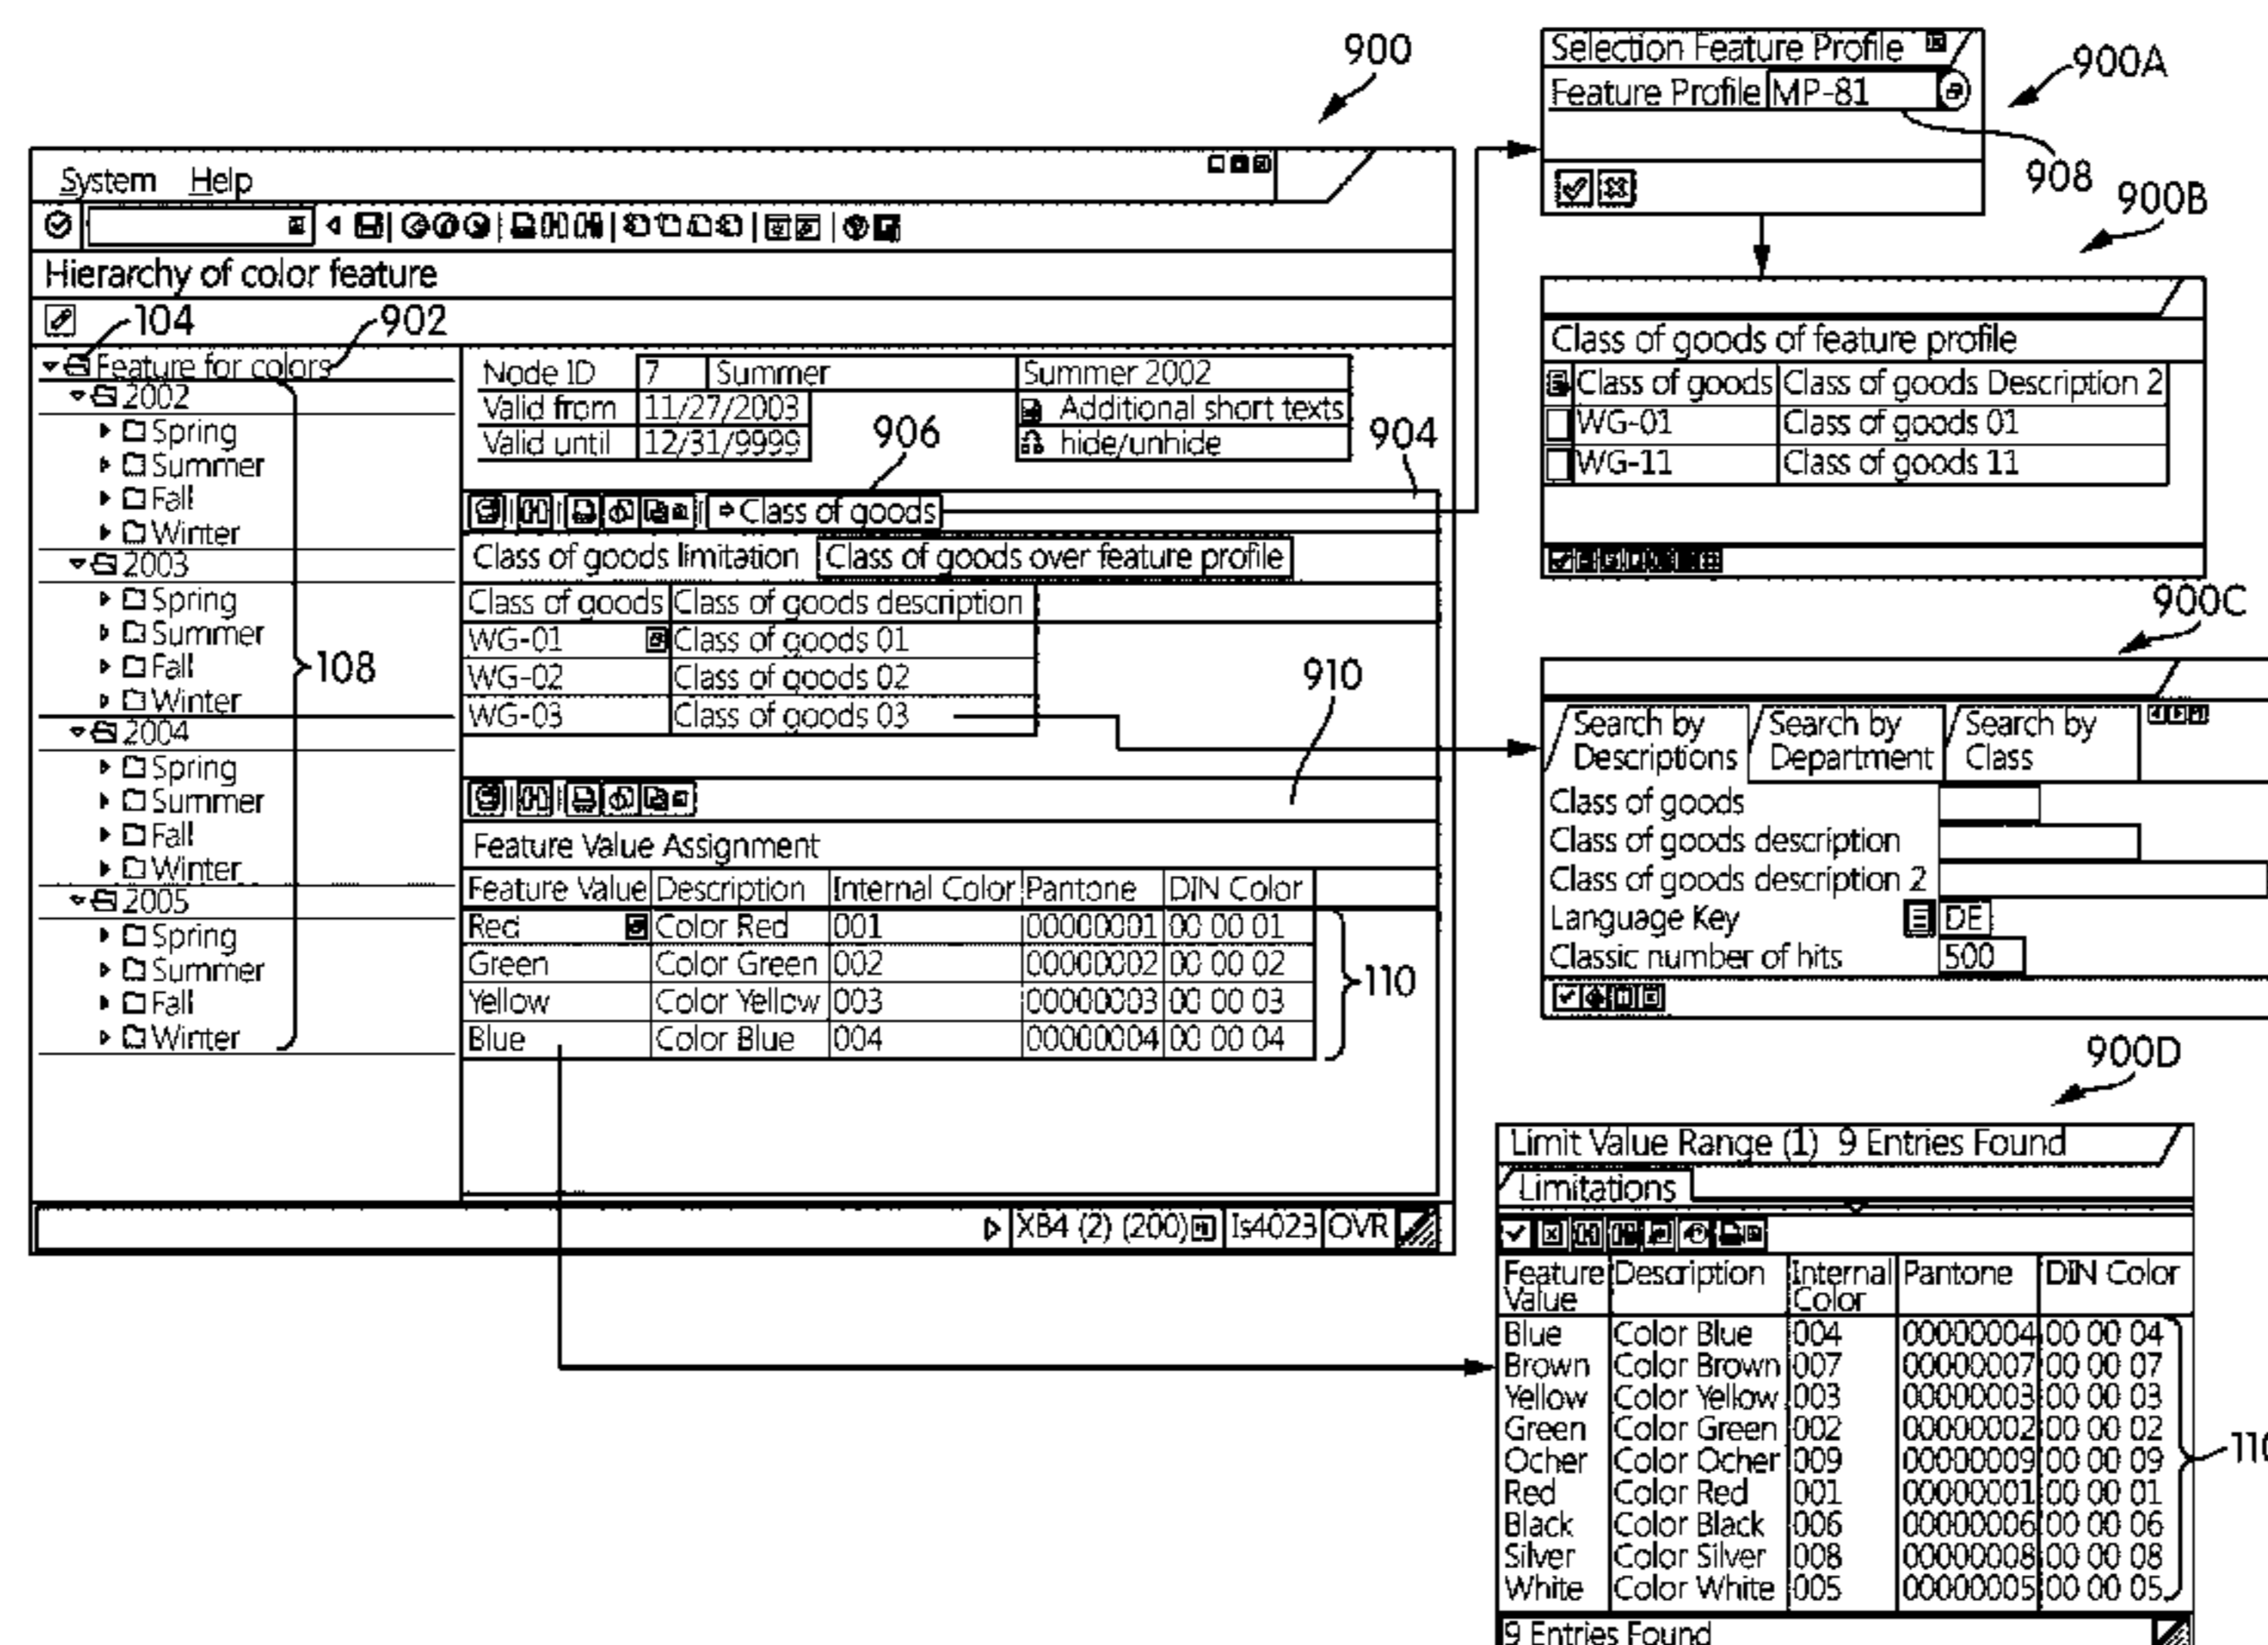 900
System Help
Hierarchy of color feature
104 902
Feature for colors
2002
Spring
Summer
Fall
Winter
2003
Spring
Summer
Fall
Winter
2004
Spring
Summer
Fall
Winter
2005
Spring
Summer
Fall
Winter
108
Node ID 7 Summer Summer 2002
Valid from 11/27/2003 Additional short texts
Valid until 12/31/9999 hide/unhide
906 904
Class of goods
Class of goods limitation Class of goods over feature profile
Class of goods Class of goods description
WG-01 Class of goods 01
WG-02 Class of goods 02
WG-03 Class of goods 03
910
Feature Value Assignment
Feature Value Description Internal Color Pantone DIN Color
Red Color Red 001 00000001 00 00 01
Green Color Green 002 00000002 00 00 02
Yellow Color Yellow 003 00000003 00 00 03
Blue Color Blue 004 00000004 00 00 04
110
XB4 (2) (200) Is4023 OVR
Selection Feature Profile
Feature Profile MP-81
900A
908
900B
Class of goods of feature profile
Class of goods Class of goods Description 2
WG-01 Class of goods 01
WG-11 Class of goods 11
900C
Search by Descriptions
Search by Department
Search by Class
Class of goods
Class of goods description
Class of goods description 2
Language Key DE
Classic number of hits 500
900D
Limit Value Range (1) 9 Entries Found
Limitations
Feature Value Description Internal Color Pantone DIN Color
Blue Color Blue 004 00000004 00 00 04
Brown Color Brown 007 00000007 00 00 07
Yellow Color Yellow 003 00000003 00 00 03
Green Color Green 002 00000002 00 00 02
Ocher Color Ocher 009 00000009 00 00 09
Red Color Red 001 00000001 00 00 01
Black Color Black 006 00000006 00 00 06
Silver Color Silver 008 00000008 00 00 08
White Color White 005 00000005 00 00 05
110
9 Entries Found